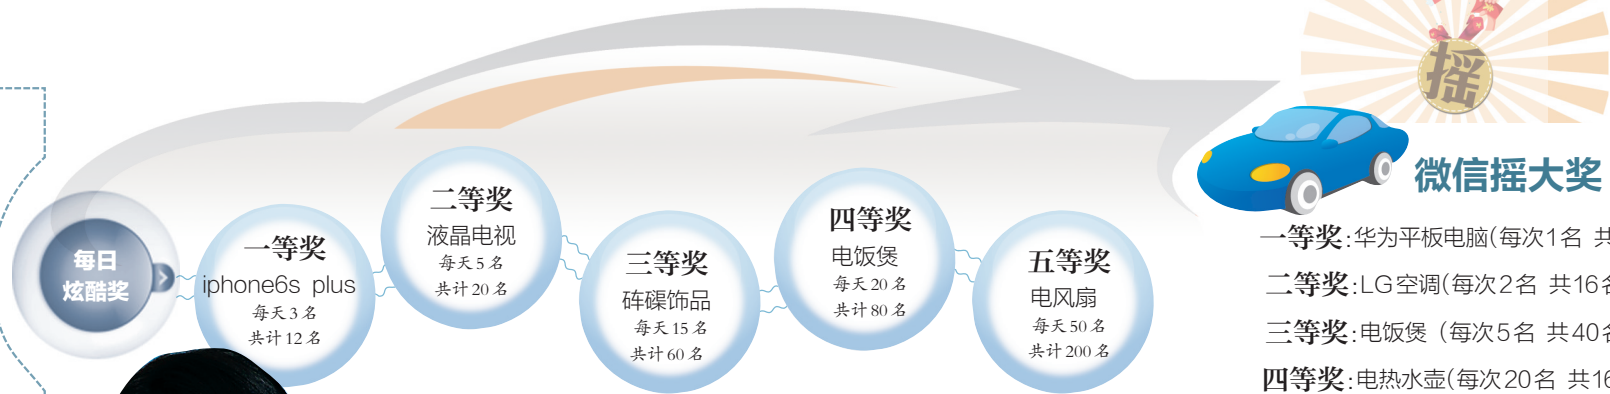 每日
炫酷奖
一等奖
iphone6s plus
每天3名
共计12名
二等奖
液晶电视
每天5名
共计20名
三等奖
砗磲饰品
每天15名
共计60名
四等奖
电饭煲
每天20名
共计80名
五等奖
电风扇
每天50名
共计200名
摇
微信摇大奖
一等奖:华为平板电脑(每次1名 共
二等奖:LG空调(每次2名 共16名
三等奖:电饭煲（每次5名 共40名
四等奖:电热水壶(每次20名 共16